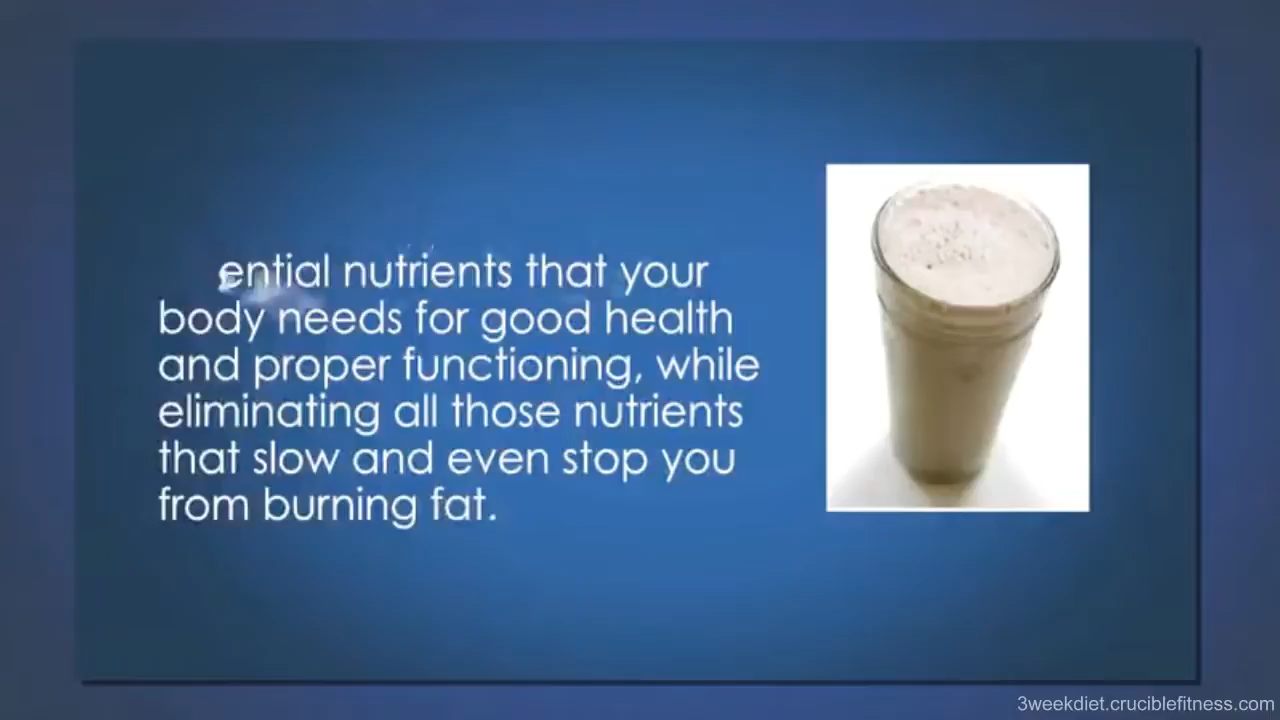 ential nutrients that your
body needs for good health
and proper functioning, while
eliminating all those nutrients
that slow and even stop you
from burning fat.
3weekdiet.cruciblefitness.com